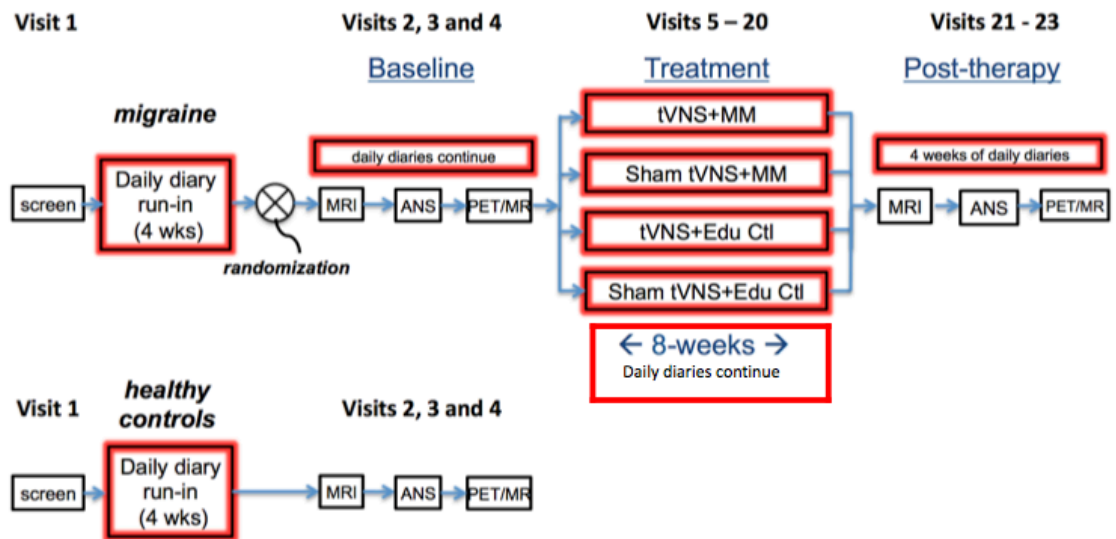 Visit 1
Visits 2, 3 and 4
Visits 5 – 20
Visits 21 - 23
Baseline
Treatment
Post-therapy
migraine
screen
Daily diary
run-in
(4 wks)
randomization
daily diaries continue
MRI
ANS
PET/MR
tVNS+MM
Sham tVNS+MM
tVNS+Edu Ctl
Sham tVNS+Edu Ctl
← 8-weeks →
Daily diaries continue
4 weeks of daily diaries
MRI
ANS
PET/MR
Visit 1
healthy
controls
Visits 2, 3 and 4
screen
Daily diary
run-in
(4 wks)
MRI
ANS
PET/MR